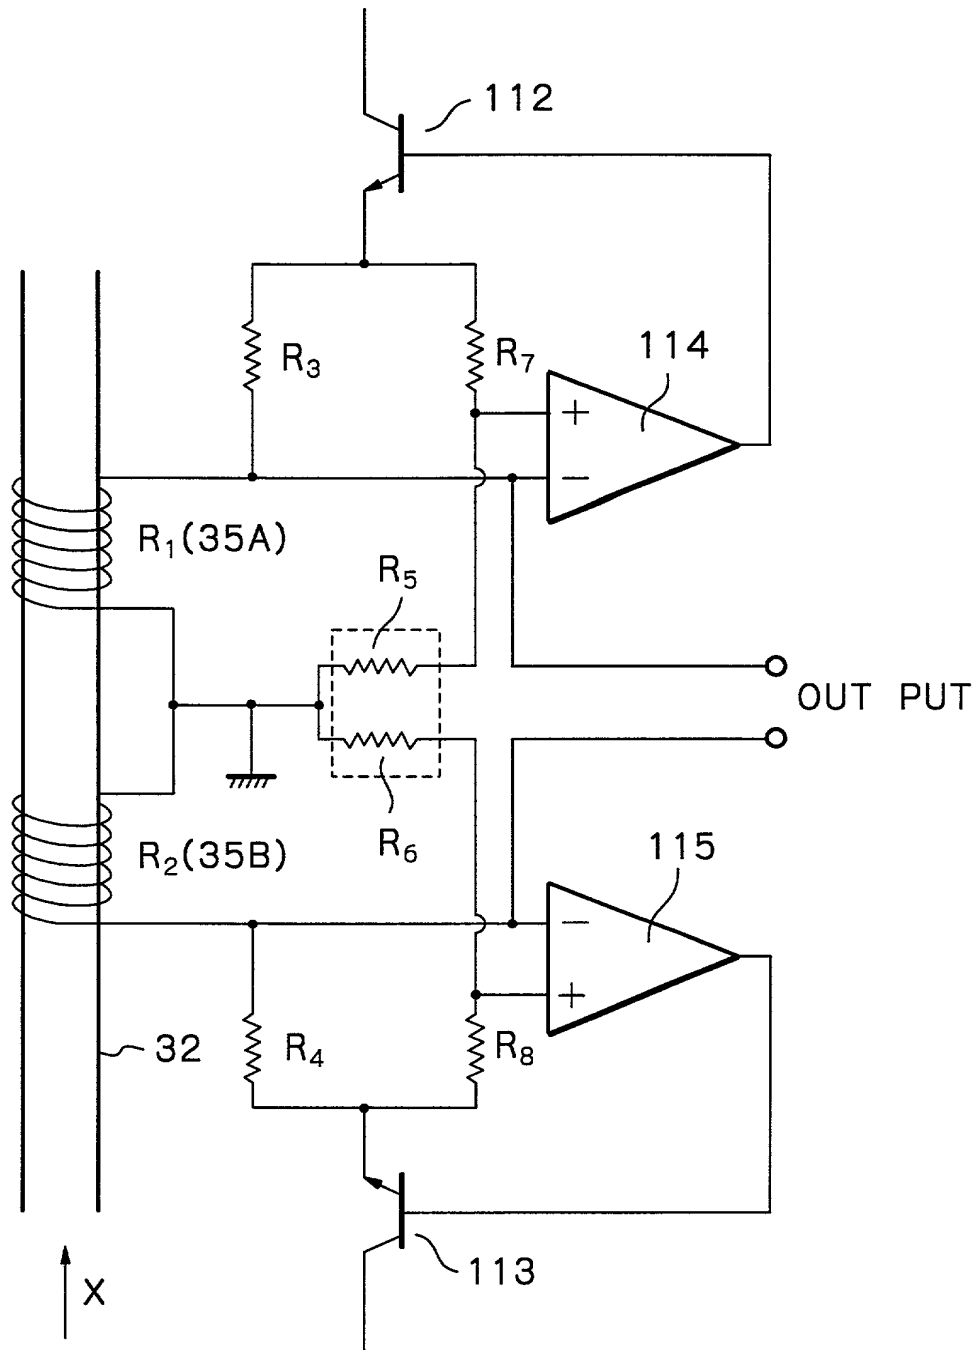 112
R3
R7
114
+
−
R1(35A)
R5
OUT PUT
R6
R2(35B)
115
−
+
32
R4
R8
113
X